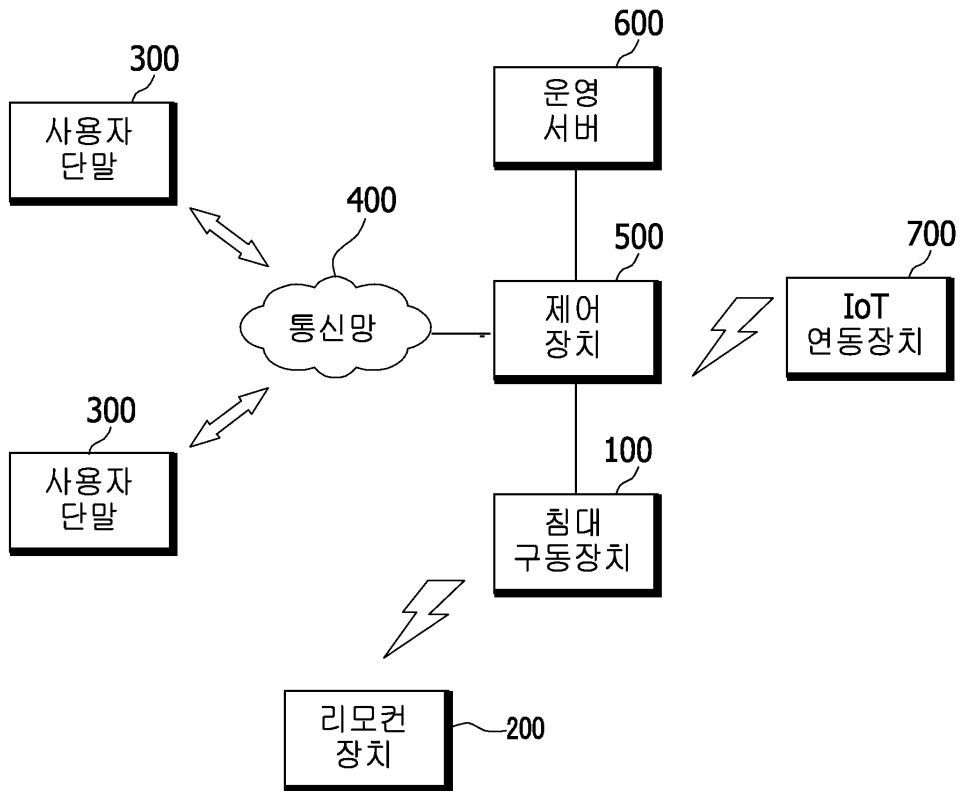 300
사용자
단말
600
운영
서버
400
통신망
500
제어
장치
700
IoT
연동장치
300
사용자
단말
100
침대
구동장치
리모컨
장치
200